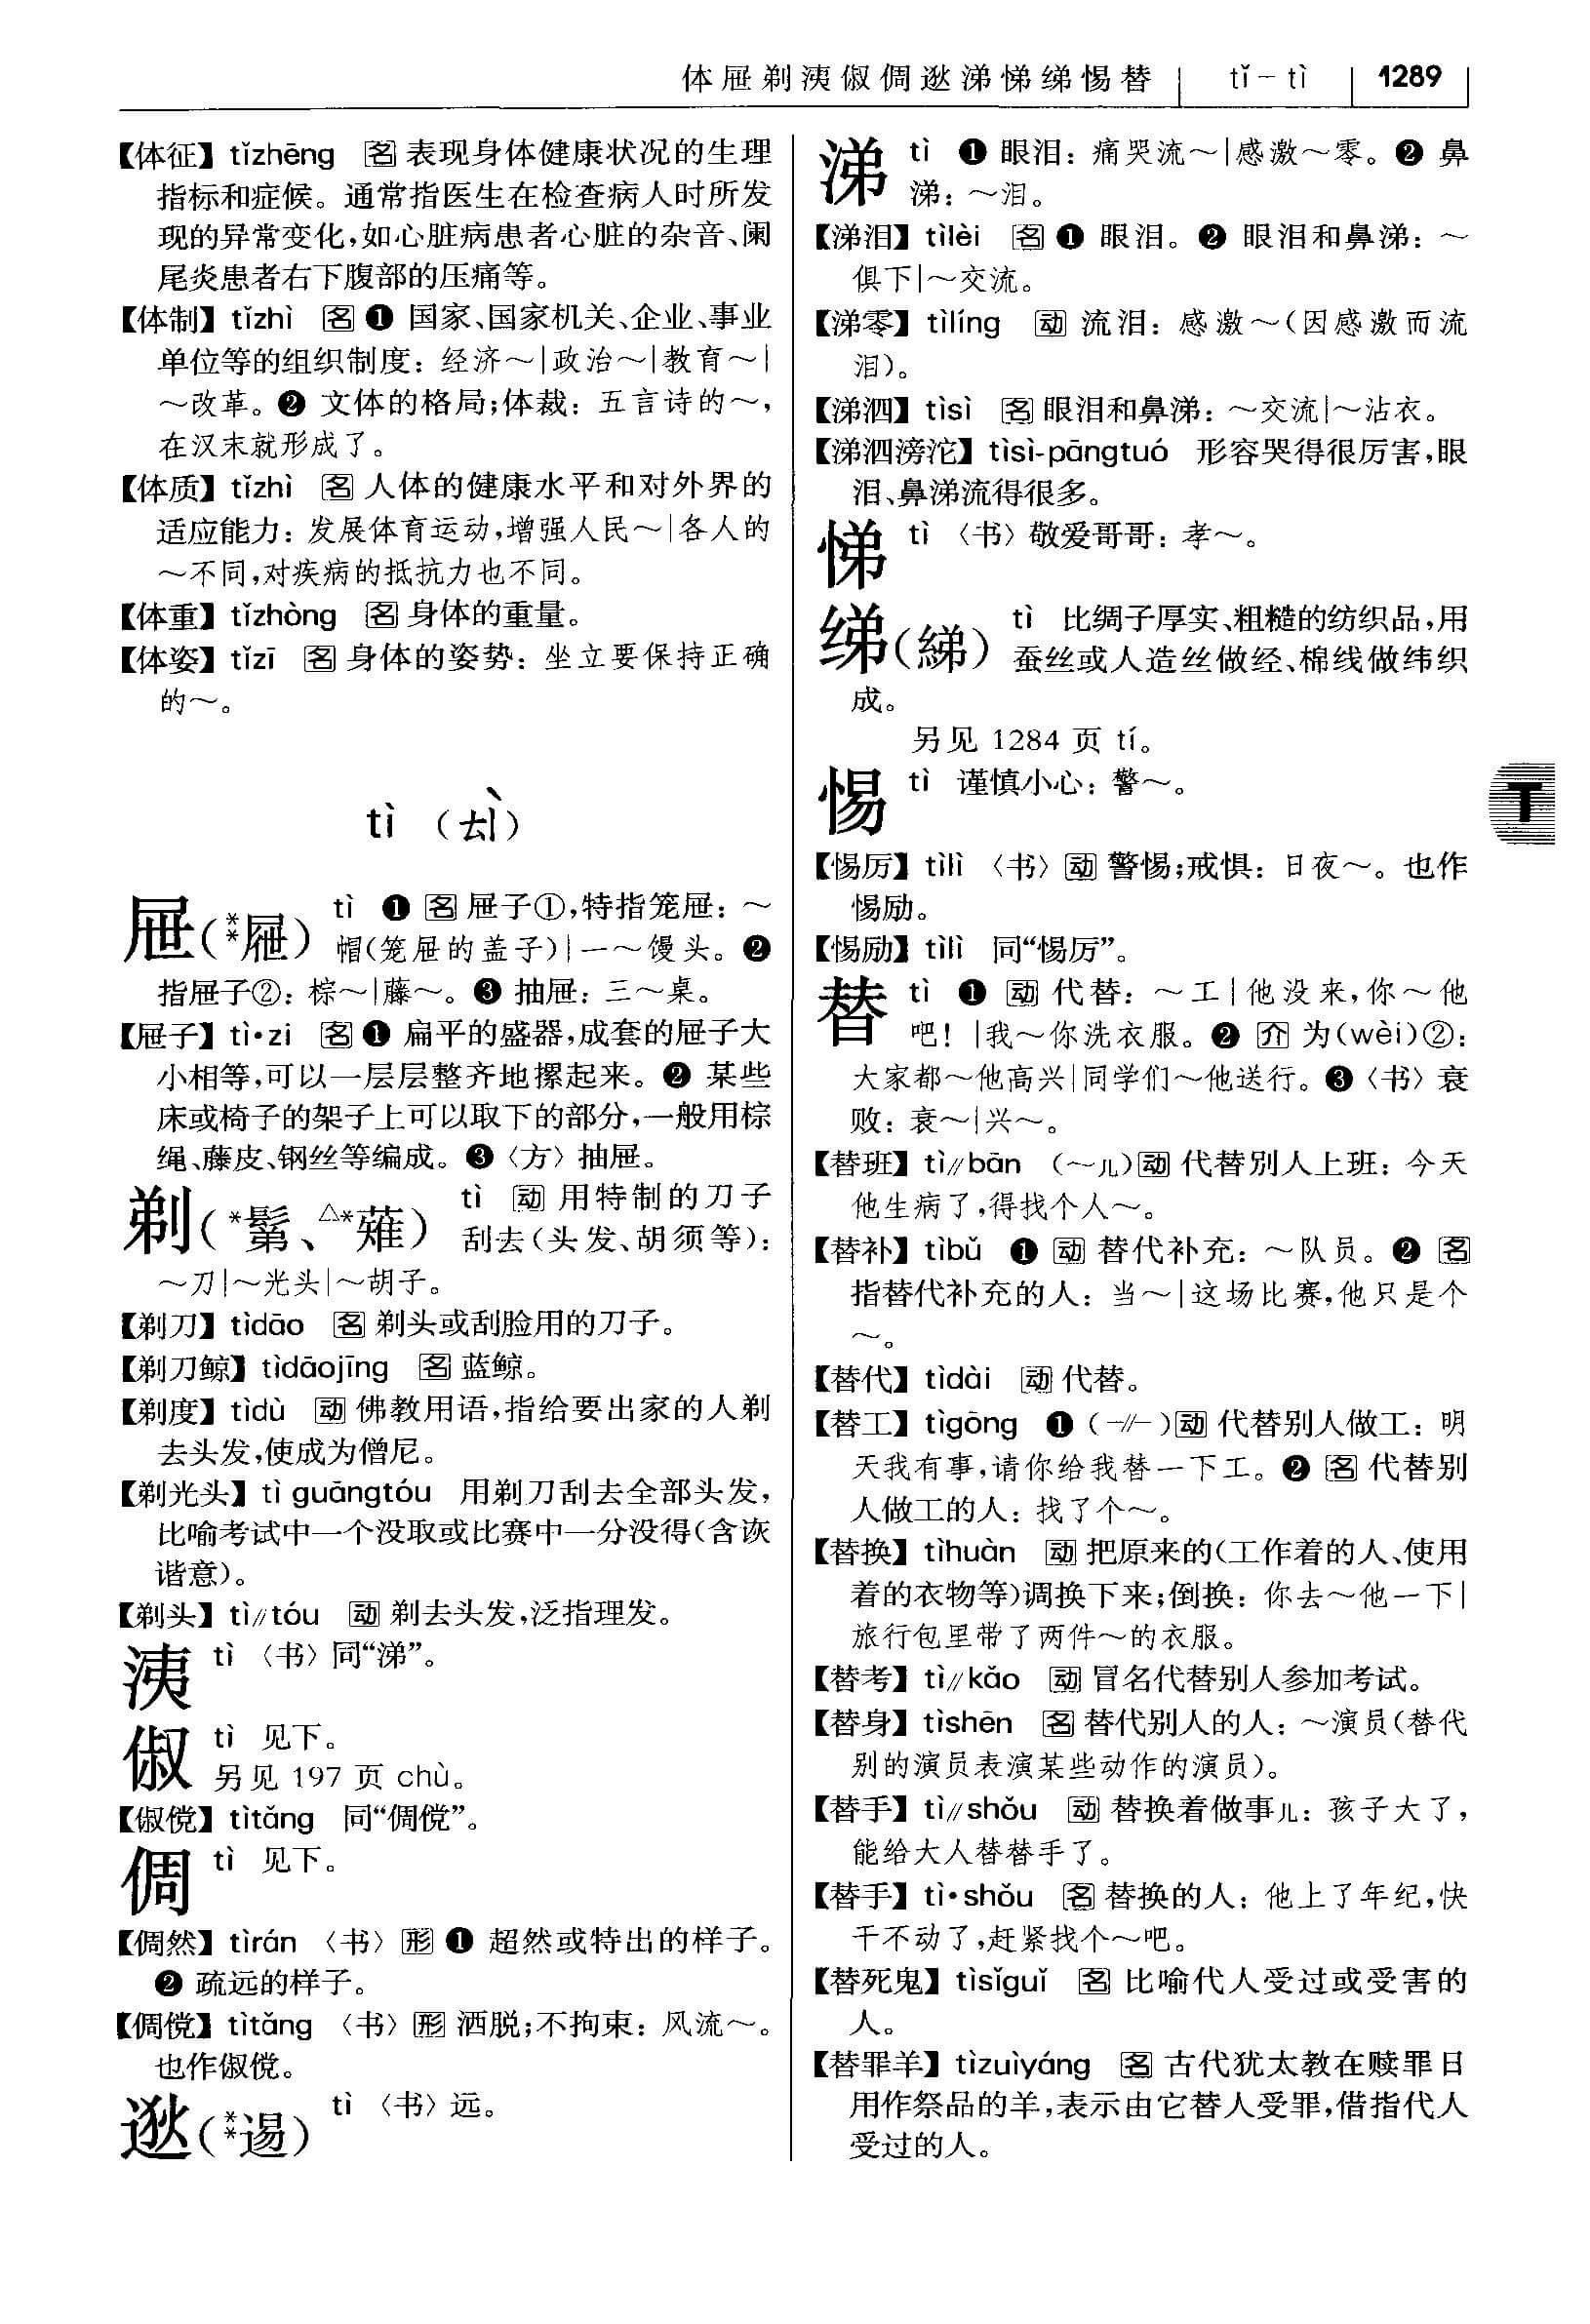 体屉剃洟俶倜逖涕悌绨惕替 tǐ－tì 1289
【体征】tǐzhēng 名 表现身体健康状况的生理
指标和症候。通常指医生在检查病人时所发
现的异常变化,如心脏病患者心脏的杂音、阑
尾炎患者右下腹部的压痛等。
【体制】tǐzhì 名 ❶ 国家、国家机关、企业、事业
单位等的组织制度：经济～|政治～|教育～|
～改革。❷ 文体的格局;体裁：五言诗的～,
在汉末就形成了。
【体质】tǐzhì 名 人体的健康水平和对外界的
适应能力：发展体育运动,增强人民～|各人的
～不同,对疾病的抵抗力也不同。
【体重】tǐzhòng 名 身体的重量。
【体姿】tǐzī 名 身体的姿势：坐立要保持正确
的～。
tì（ㄊㄧˋ）
屉(**屜) tì ❶ 名 屉子①,特指笼屉：～
帽(笼屉的盖子)|一～馒头。❷
指屉子②：棕～|藤～。❸ 抽屉：三～桌。
【屉子】tì•zi 名 ❶ 扁平的盛器,成套的屉子大
小相等,可以一层层整齐地摞起来。❷ 某些
床或椅子的架子上可以取下的部分,一般用棕
绳、藤皮、钢丝等编成。❸〈方〉抽屉。
剃(*鬀、△*薙) tì 动 用特制的刀子
刮去(头发、胡须等)：
～刀|～光头|～胡子。
【剃刀】tìdāo 名 剃头或刮脸用的刀子。
【剃刀鲸】tìdāojīng 名 蓝鲸。
【剃度】tìdù 动 佛教用语,指给要出家的人剃
去头发,使成为僧尼。
【剃光头】tì guāngtóu 用剃刀刮去全部头发,
比喻考试中一个没取或比赛中一分没得(含诙
谐意)。
【剃头】tì//tóu 动 剃去头发,泛指理发。
洟 tì〈书〉同“涕”。
俶 tì 见下。
另见 197 页 chù。
【俶傥】tìtǎng 同“倜傥”。
倜 tì 见下。
【倜然】tìrán〈书〉形 ❶ 超然或特出的样子。
❷ 疏远的样子。
【倜傥】tìtǎng〈书〉形 洒脱;不拘束：风流～。
也作俶傥。
逖(**逷) tì〈书〉远。
涕 tì ❶ 眼泪：痛哭流～|感激～零。❷ 鼻
涕：～泪。
【涕泪】tìlèi 名 ❶ 眼泪。❷ 眼泪和鼻涕：～
俱下|～交流。
【涕零】tìlíng 动 流泪：感激～(因感激而流
泪)。
【涕泗】tìsì 名 眼泪和鼻涕：～交流|～沾衣。
【涕泗滂沱】tìsì-pāngtuó 形容哭得很厉害,眼
泪、鼻涕流得很多。
悌 tì〈书〉敬爱哥哥：孝～。
绨(綈) tì 比绸子厚实、粗糙的纺织品,用
蚕丝或人造丝做经、棉线做纬织
成。
另见 1284 页 tí。
惕 tì 谨慎小心：警～。
T
【惕厉】tìlì〈书〉动 警惕;戒惧：日夜～。也作
惕励。
【惕励】tìlì 同“惕厉”。
替 tì ❶ 动 代替：～工|他没来,你～他
吧！|我～你洗衣服。❷ 介 为(wèi)②：
大家都～他高兴|同学们～他送行。❸〈书〉衰
败：衰～|兴～。
【替班】tì//bān (～儿)动 代替别人上班：今天
他生病了,得找个人～。
【替补】tìbǔ ❶ 动 替代补充：～队员。❷ 名
指替代补充的人：当～|这场比赛,他只是个
～。
【替代】tìdài 动 代替。
【替工】tìgōng ❶ (-//-)动 代替别人做工：明
天我有事,请你给我替一下工。❷ 名 代替别
人做工的人：找了个～。
【替换】tìhuàn 动 把原来的(工作着的人、使用
着的衣物等)调换下来;倒换：你去～他一下|
旅行包里带了两件～的衣服。
【替考】tì//kǎo 动 冒名代替别人参加考试。
【替身】tìshēn 名 替代别人的人：～演员(替代
别的演员表演某些动作的演员)。
【替手】tì//shǒu 动 替换着做事儿：孩子大了,
能给大人替替手了。
【替手】tì•shǒu 名 替换的人：他上了年纪,快
干不动了,赶紧找个～吧。
【替死鬼】tìsǐguǐ 名 比喻代人受过或受害的
人。
【替罪羊】tìzuìyáng 名 古代犹太教在赎罪日
用作祭品的羊,表示由它替人受罪,借指代人
受过的人。